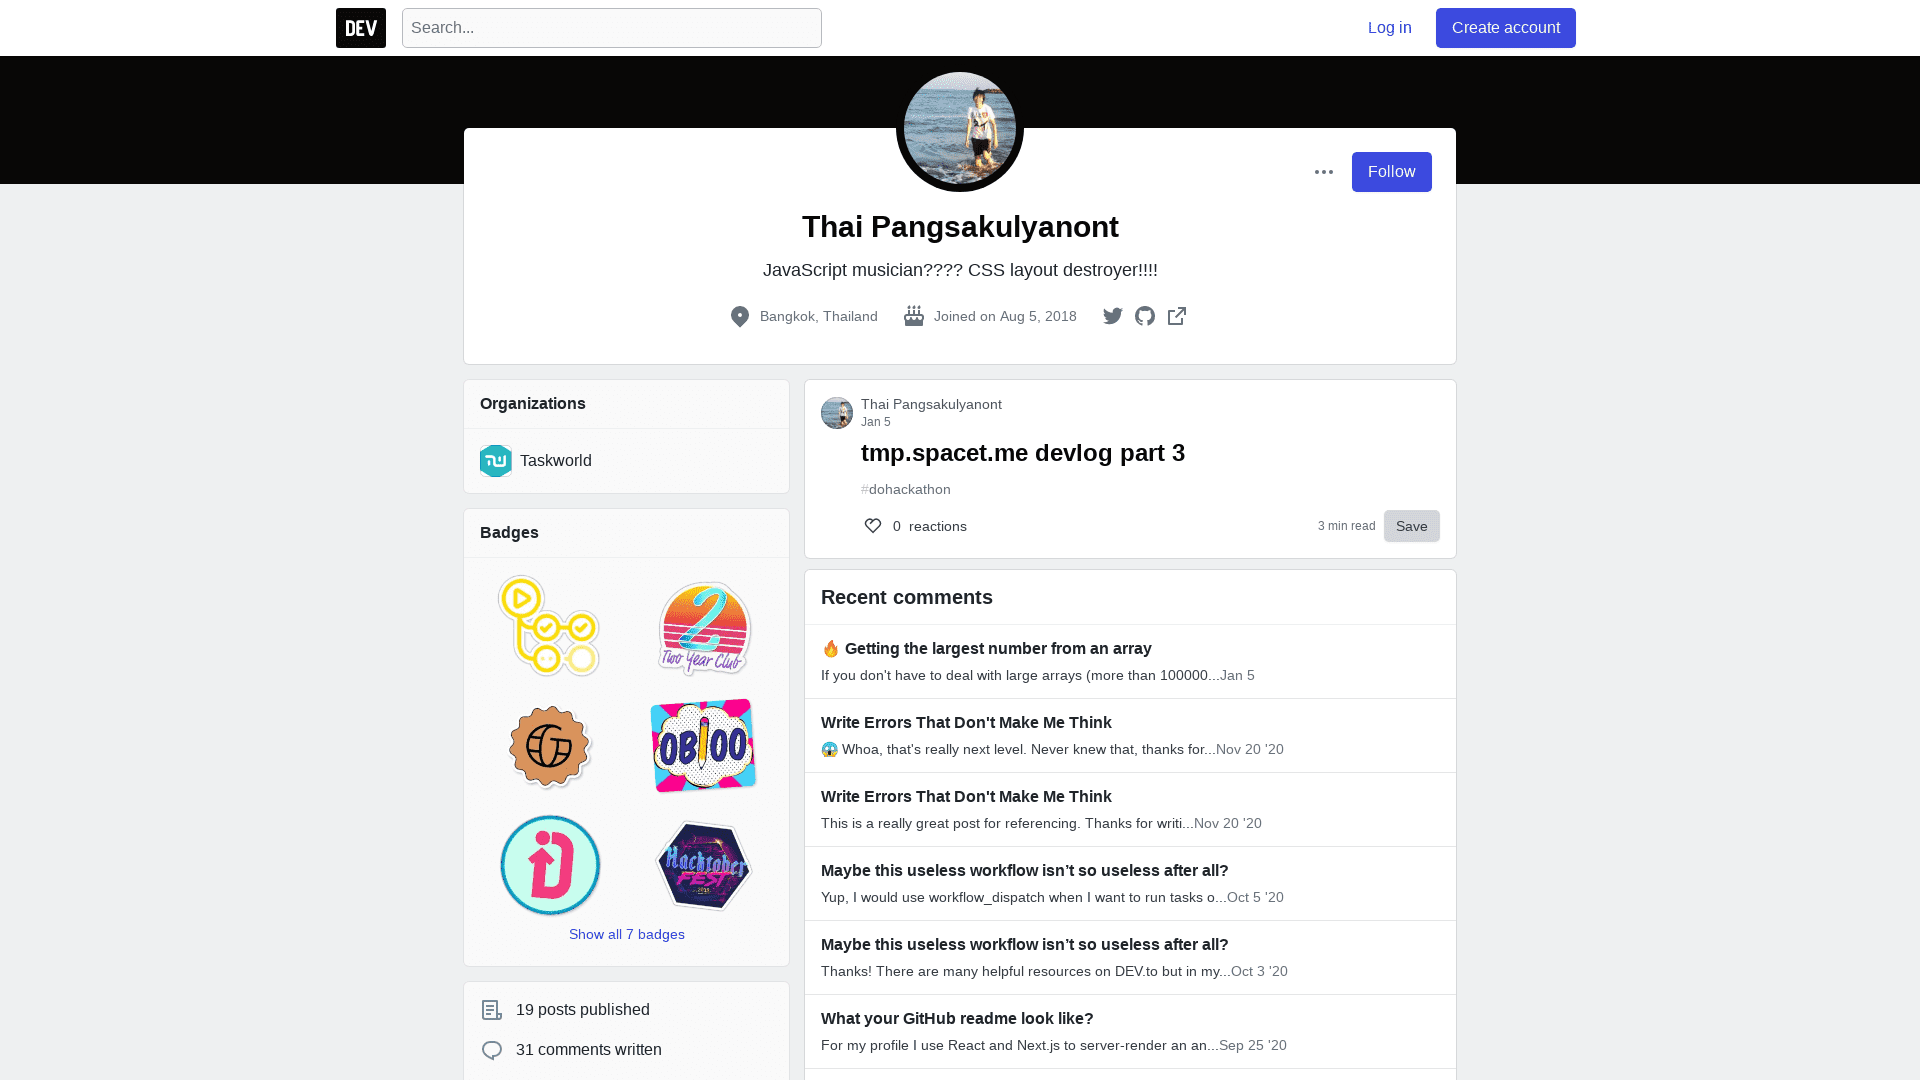 DEV
Search...
Log in
Create account
Follow
Thai Pangsakulyanont
JavaScript musician???? CSS layout destroyer!!!!
Bangkok, Thailand
Joined on Aug 5, 2018
Organizations
Taskworld
Badges
2
Two Year Club
DB100
Hacktober
FEST
2019
Show all 7 badges
19 posts published
31 comments written
Thai Pangsakulyanont
Jan 5
tmp.spacet.me devlog part 3
#dohackathon
0 reactions
3 min read
Save
Recent comments
🔥 Getting the largest number from an array
If you don't have to deal with large arrays (more than 100000...Jan 5
Write Errors That Don't Make Me Think
😱 Whoa, that's really next level. Never knew that, thanks for...Nov 20 '20
Write Errors That Don't Make Me Think
This is a really great post for referencing. Thanks for writi...Nov 20 '20
Maybe this useless workflow isn’t so useless after all?
Yup, I would use workflow_dispatch when I want to run tasks o...Oct 5 '20
Maybe this useless workflow isn’t so useless after all?
Thanks! There are many helpful resources on DEV.to but in my...Oct 3 '20
What your GitHub readme look like?
For my profile I use React and Next.js to server-render an an...Sep 25 '20